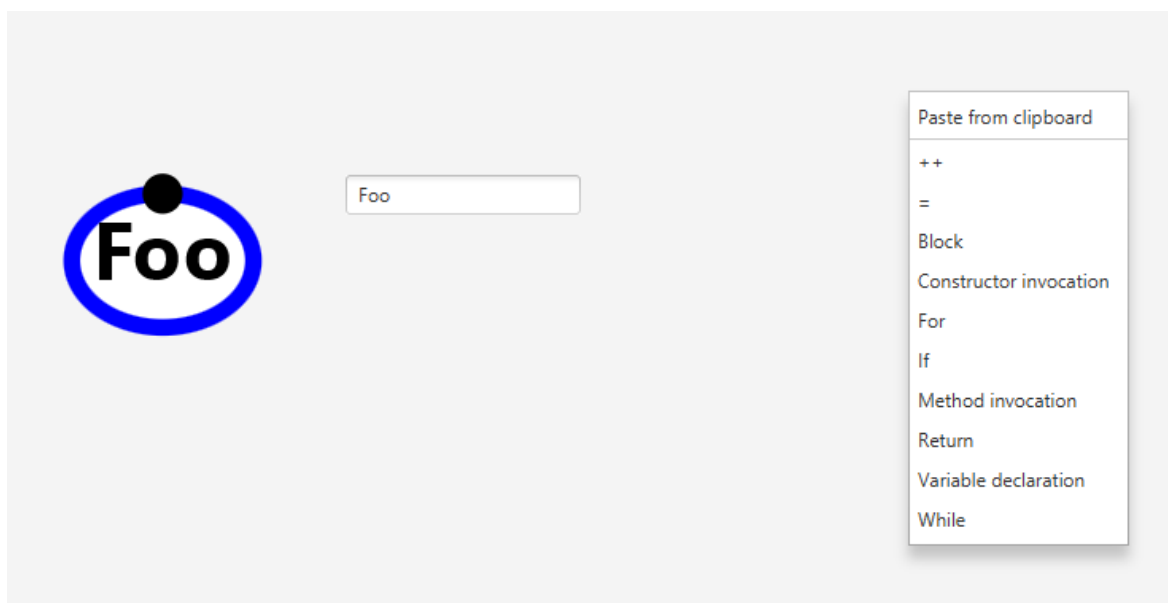 Foo
Foo
Paste from clipboard
++
=
Block
Constructor invocation
For
If
Method invocation
Return
Variable declaration
While